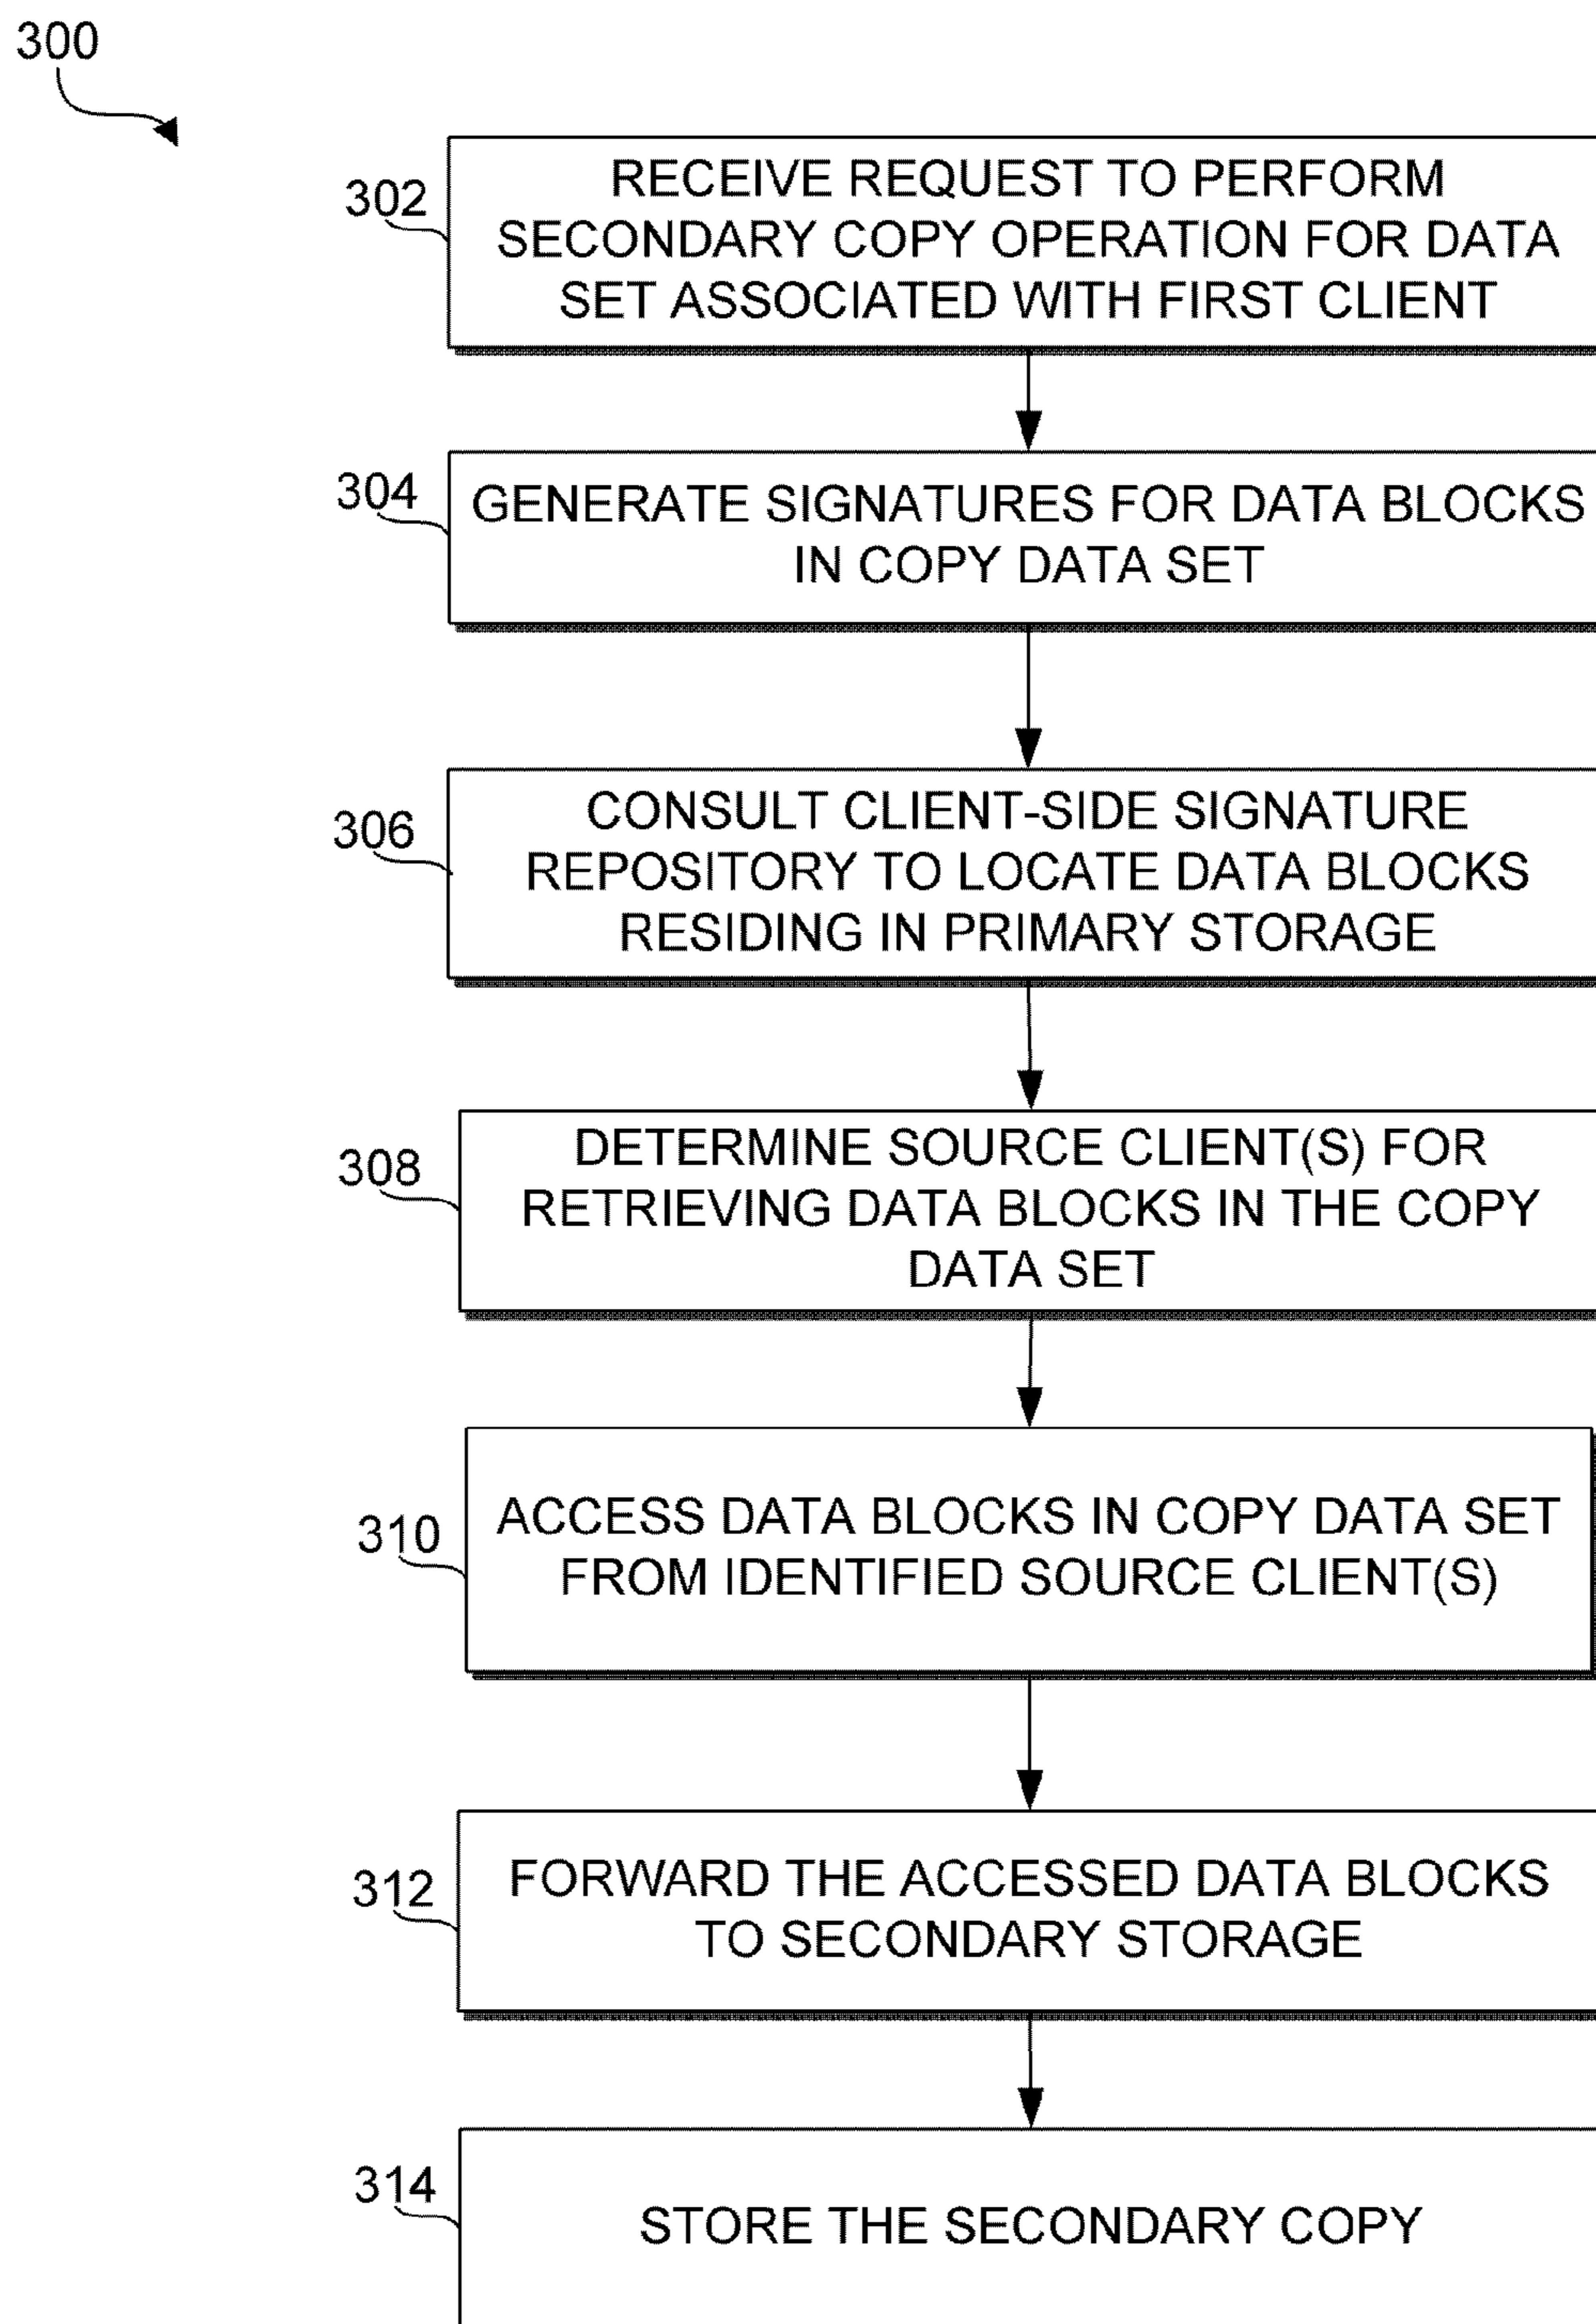 300
302
RECEIVE REQUEST TO PERFORM
SECONDARY COPY OPERATION FOR DATA
SET ASSOCIATED WITH FIRST CLIENT
304
GENERATE SIGNATURES FOR DATA BLOCKS
IN COPY DATA SET
306
CONSULT CLIENT-SIDE SIGNATURE
REPOSITORY TO LOCATE DATA BLOCKS
RESIDING IN PRIMARY STORAGE
308
DETERMINE SOURCE CLIENT(S) FOR
RETRIEVING DATA BLOCKS IN THE COPY
DATA SET
310
ACCESS DATA BLOCKS IN COPY DATA SET
FROM IDENTIFIED SOURCE CLIENT(S)
312
FORWARD THE ACCESSED DATA BLOCKS
TO SECONDARY STORAGE
314
STORE THE SECONDARY COPY